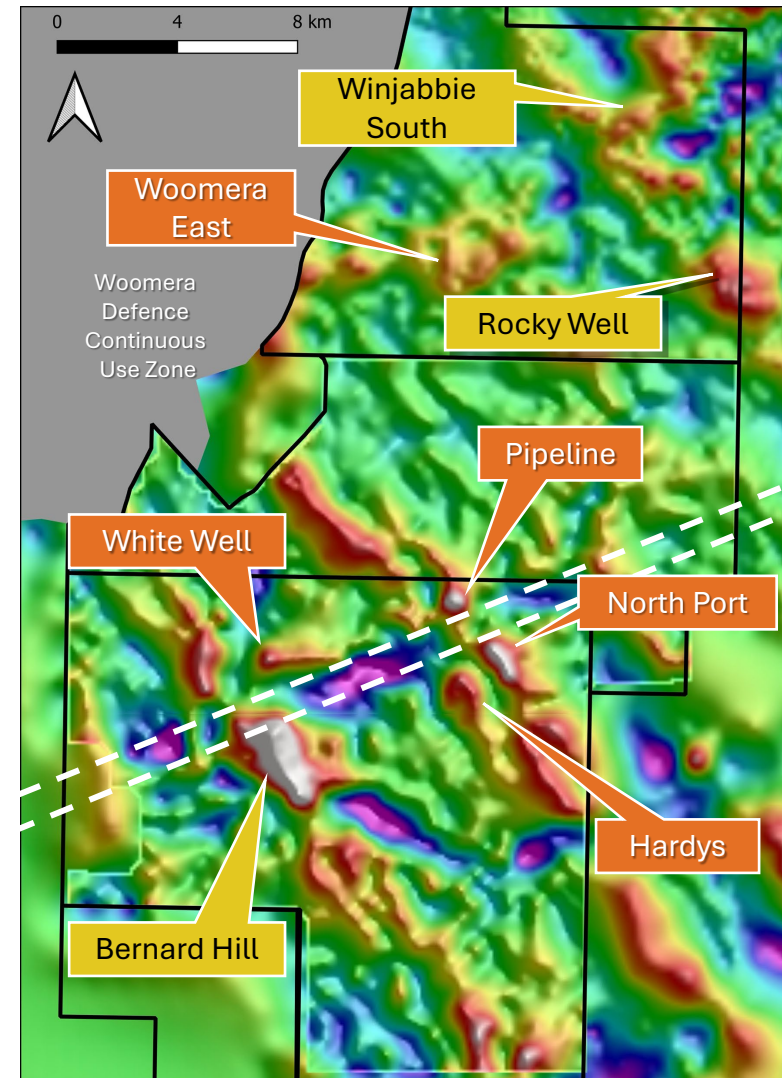 0 4 8 km
Winjabbie
South
Woomera
East
Woomera
Defence
Continuous
Use Zone
Rocky Well
Pipeline
White Well
North Port
Hardys
Bernard Hill